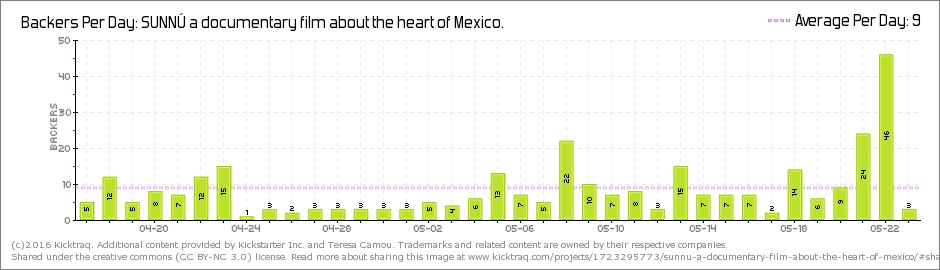 Backers Per Day: SUNNÚ a documentary film about the heart of Mexico.
Average Per Day: 9
BACKERS
50
40
30
20
10
0
5 12 5 8 7 12 15 1 3 2 3 3 3 3 3 5 4 6 13 7 5 22 10 7 8 3 15 7 7 7 2 14 6 9 24 46 3
04-20 04-24 04-28 05-02 05-06 05-10 05-14 05-18 05-22
(c)2016 Kicktraq. Additional content provided by Kickstarter Inc. and Teresa Camou. Trademarks and related content are owned by their respective companies.
Shared under the creative commons (CC BY-NC 3.0) license. Read more about sharing this image at www.kicktraq.com/projects/1723295773/sunnu-a-documentary-film-about-the-heart-of-mexico/#sha